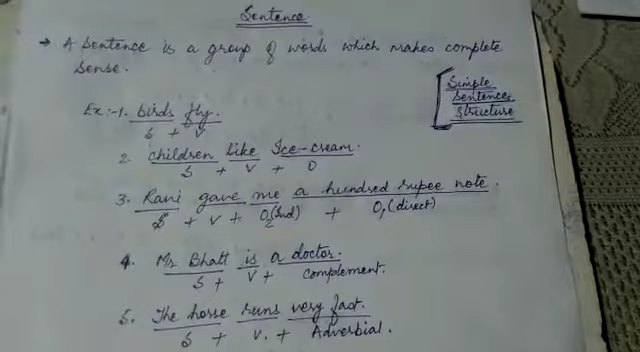 Sentence
→ A Sentence is a group of words which makes complete
sense.
Simple
Sentence
Structure
Ex:-1. Birds fly.
S + V
2. Children like Ice-cream.
S + V + O
3. Ravi gave me a hundred rupee note.
S + V + O2(Ind) + O1(direct)
4. Mr Bhatt is a doctor.
S + V + Complement.
5. The horse runs very fast.
S + V. + Adverbial.